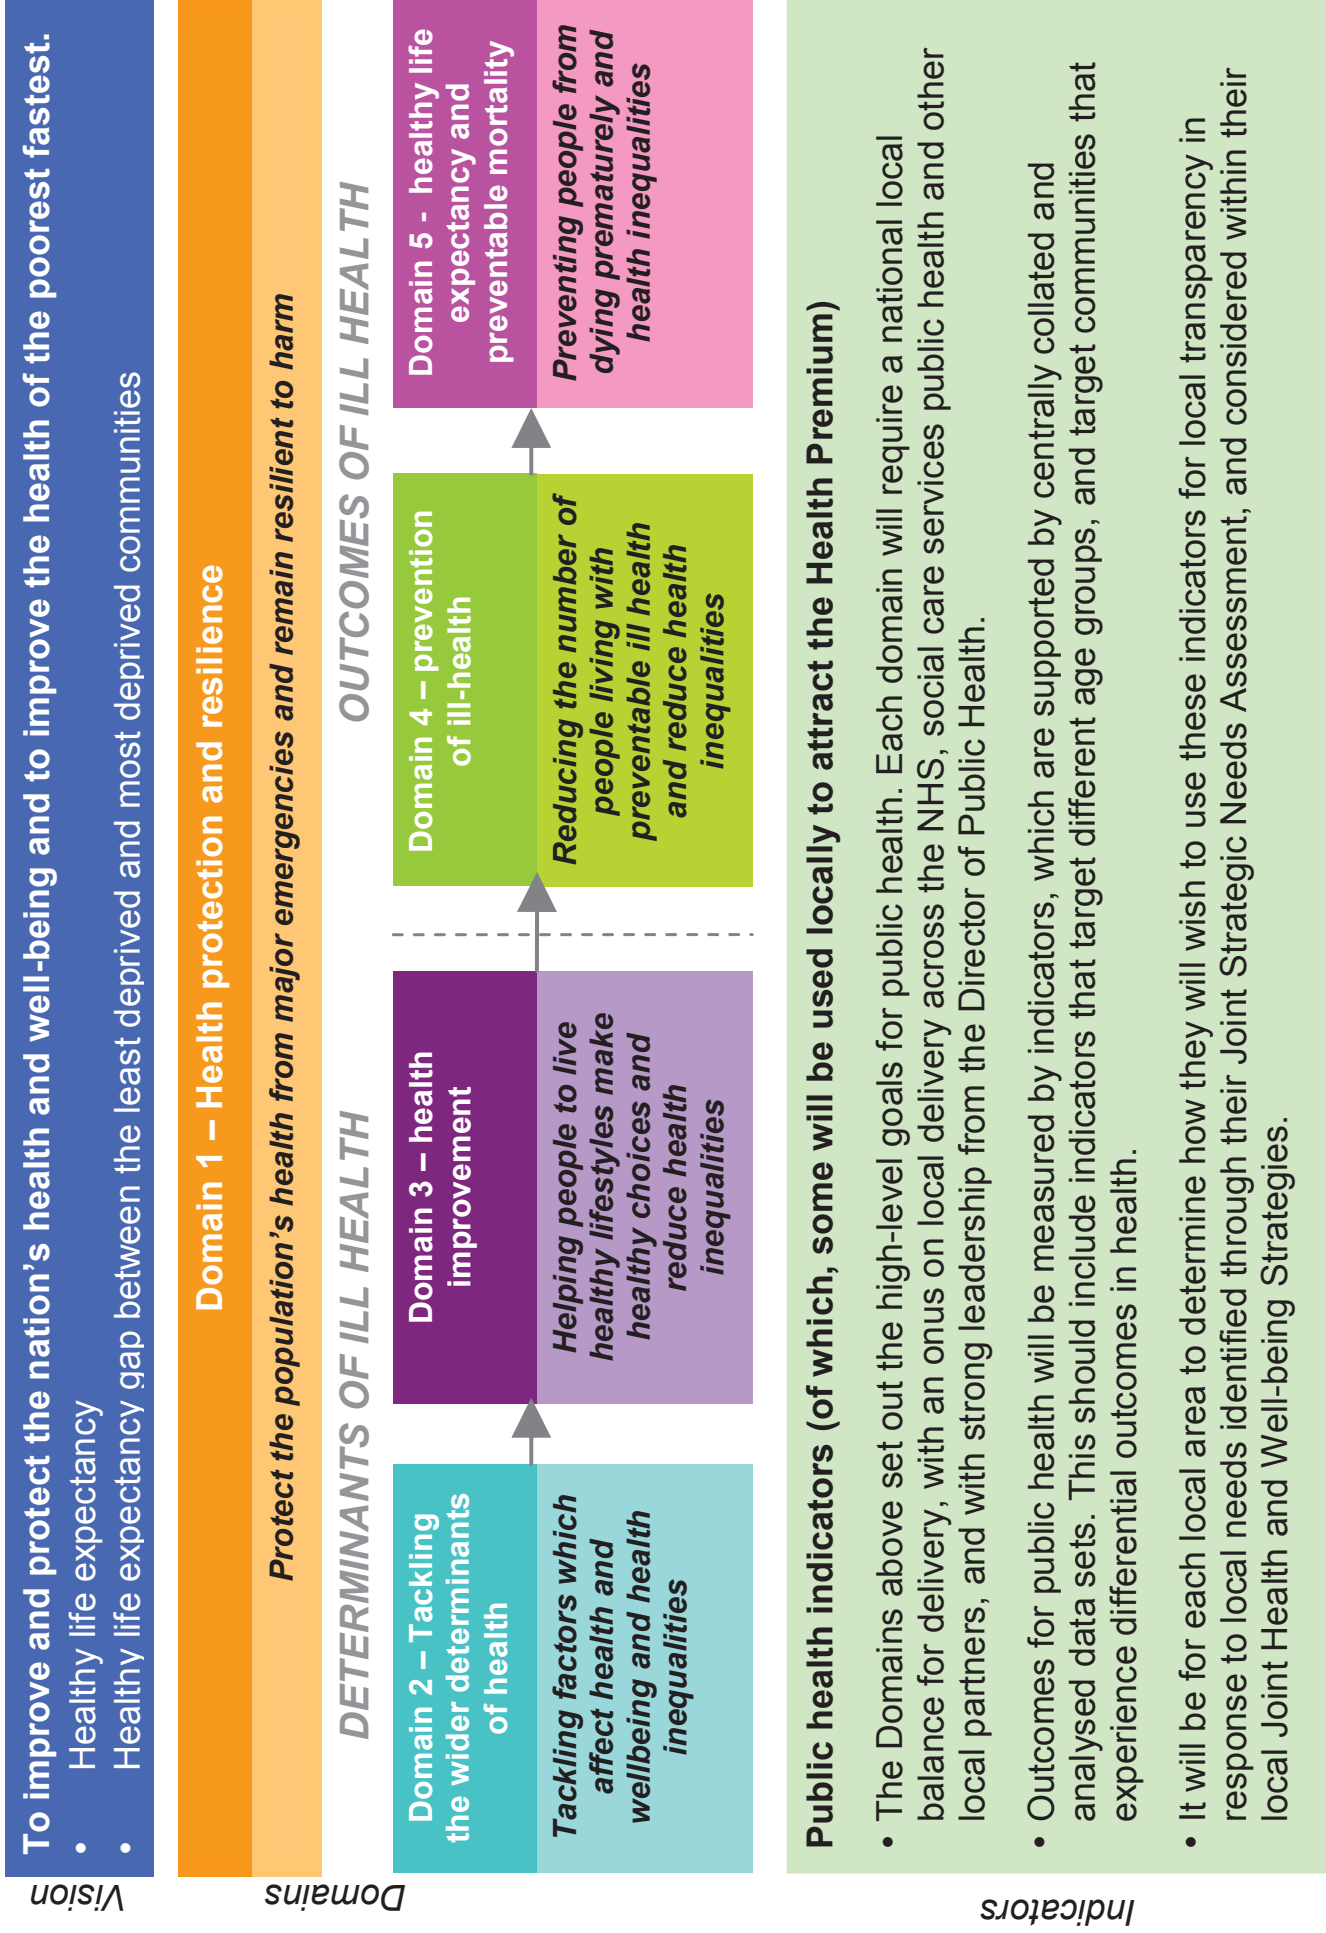 Vision
To improve and protect the nation's health and well-being and to improve the health of the poorest fastest.
• Healthy life expectancy
• Healthy life expectancy gap between the least deprived and most deprived communities
Domains
Domain 1 – Health protection and resilience
Protect the population's health from major emergencies and remain resilient to harm
DETERMINANTS OF ILL HEALTH
OUTCOMES OF ILL HEALTH
Domain 2 – Tackling
the wider determinants
of health
Tackling factors which
affect health and
wellbeing and health
inequalities
Domain 3 – health
improvement
Helping people to live
healthy lifestyles make
healthy choices and
reduce health
inequalities
Domain 4 – prevention
of ill-health
Reducing the number of
people living with
preventable ill health
and reduce health
inequalities
Domain 5 - healthy life
expectancy and
preventable mortality
Preventing people from
dying prematurely and
health inequalities
Indicators
Public health indicators (of which, some will be used locally to attract the Health Premium)
• The Domains above set out the high-level goals for public health. Each domain will require a national local
balance for delivery, with an onus on local delivery across the NHS, social care services public health and other
local partners, and with strong leadership from the Director of Public Health.
• Outcomes for public health will be measured by indicators, which are supported by centrally collated and
analysed data sets. This should include indicators that target different age groups, and target communities that
experience differential outcomes in health.
• It will be for each local area to determine how they will wish to use these indicators for local transparency in
response to local needs identified through their Joint Strategic Needs Assessment, and considered within their
local Joint Health and Well-being Strategies.